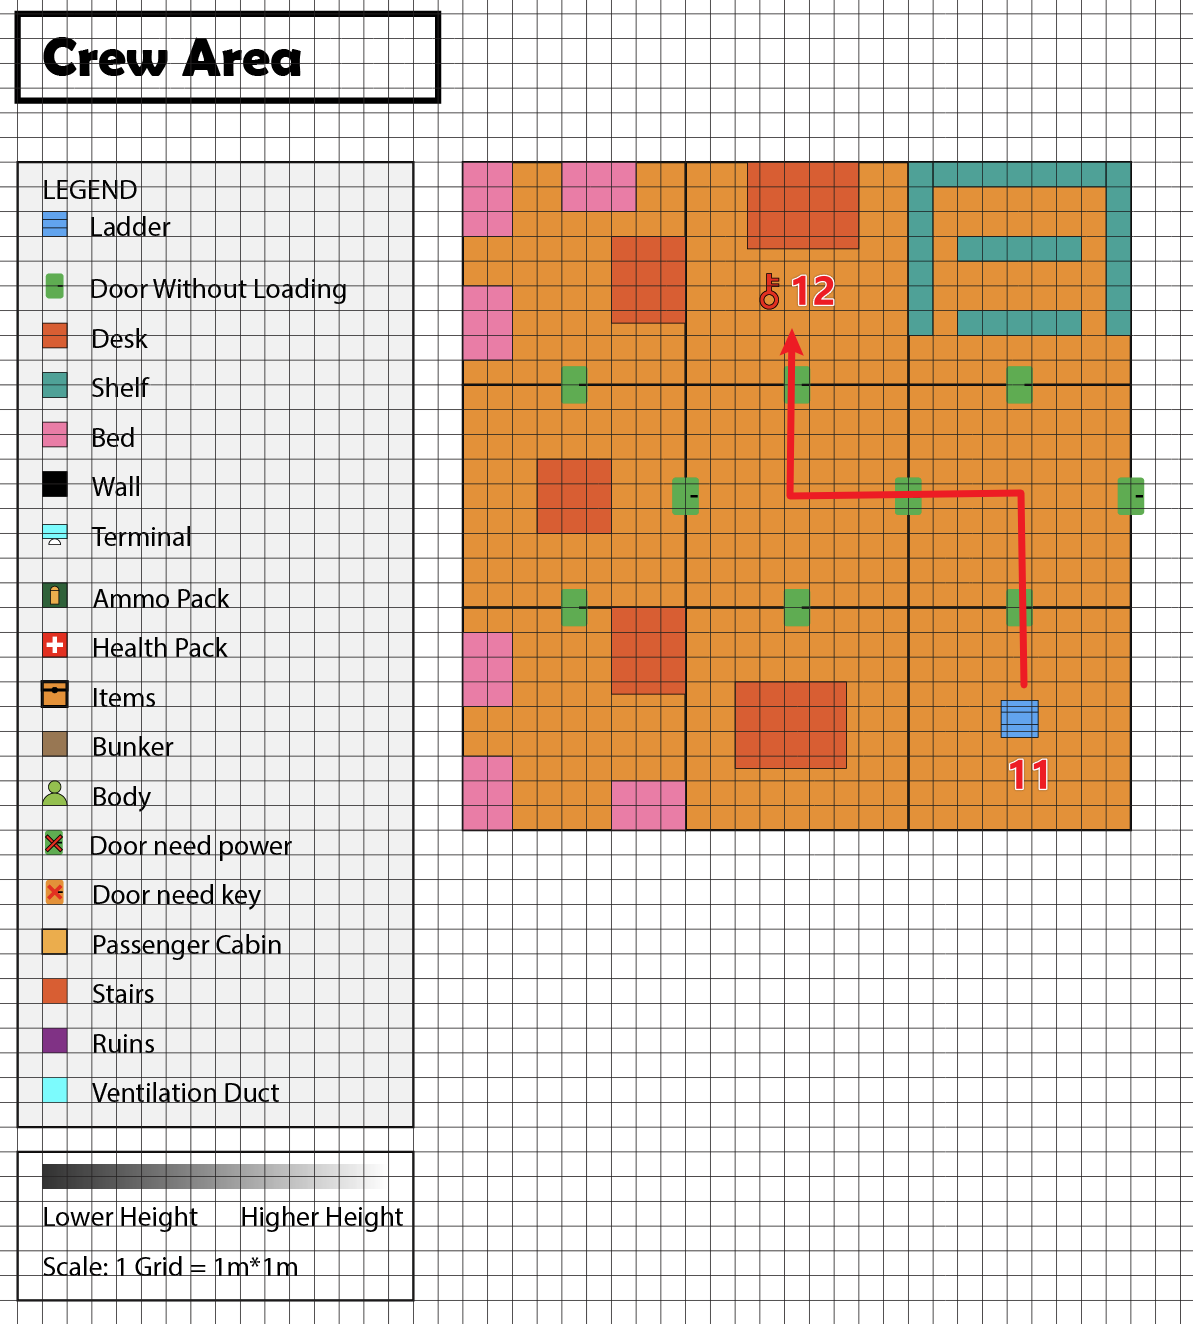 Crew Area
LEGEND
Ladder
Door Without Loading
Desk
Shelf
Bed
Wall
Terminal
Ammo Pack
Health Pack
Items
Bunker
Body
Door need power
Door need key
Passenger Cabin
Stairs
Ruins
Ventilation Duct
Lower Height Higher Height
Scale: 1 Grid = 1m*1m
12
11